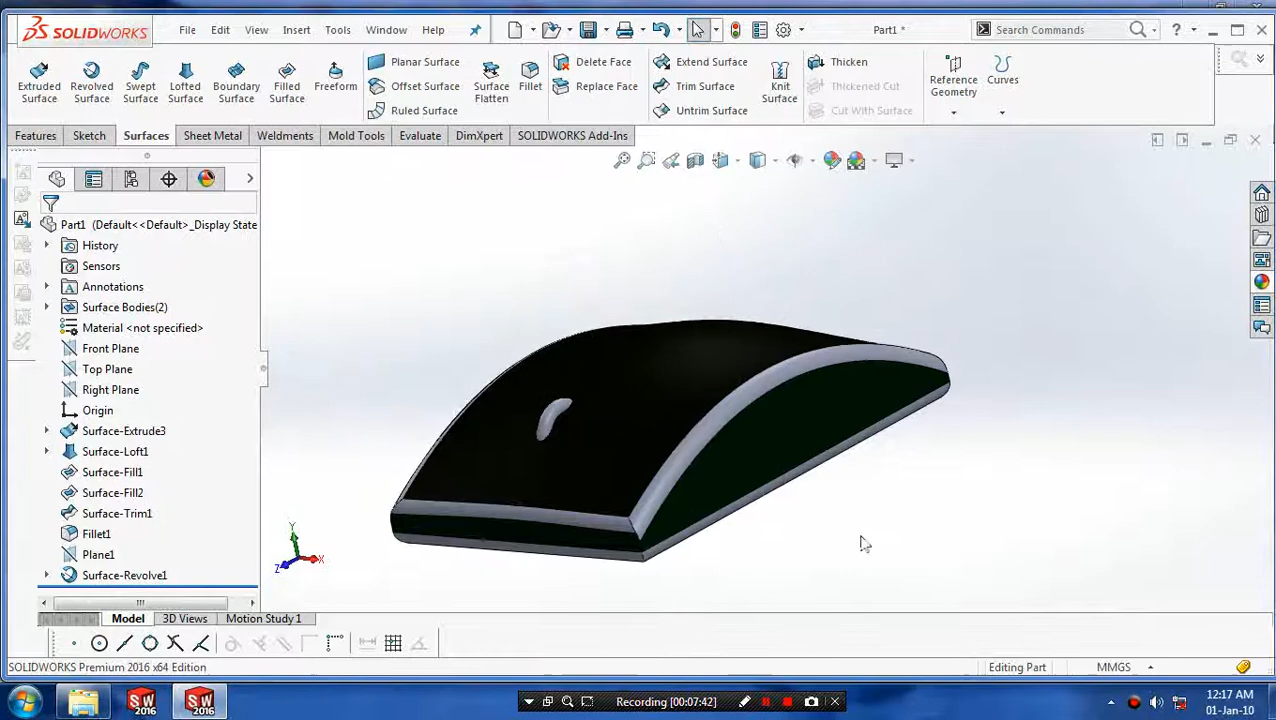 SOLIDWORKS File Edit View Insert Tools Window Help Part1 * Search Commands
Extruded Surface Revolved Surface Swept Surface Lofted Surface Boundary Surface Filled Surface Freeform Planar Surface Offset Surface Ruled Surface Surface Flatten Fillet Delete Face Replace Face Extend Surface Trim Surface Untrim Surface Knit Surface Thicken Thickened Cut Cut With Surface Reference Geometry Curves
Features Sketch Surfaces Sheet Metal Weldments Mold Tools Evaluate DimXpert SOLIDWORKS Add-Ins
Part1 (Default<<Default>_Display State
History
Sensors
Annotations
Surface Bodies(2)
Material <not specified>
Front Plane
Top Plane
Right Plane
Origin
Surface-Extrude3
Surface-Loft1
Surface-Fill1
Surface-Fill2
Surface-Trim1
Fillet1
Plane1
Surface-Revolve1
Y
X
Z
Model 3D Views Motion Study 1
SOLIDWORKS Premium 2016 x64 Edition Editing Part MMGS
SW 2016 SW 2016 Recording [00:07:42] 12:17 AM
01-Jan-10